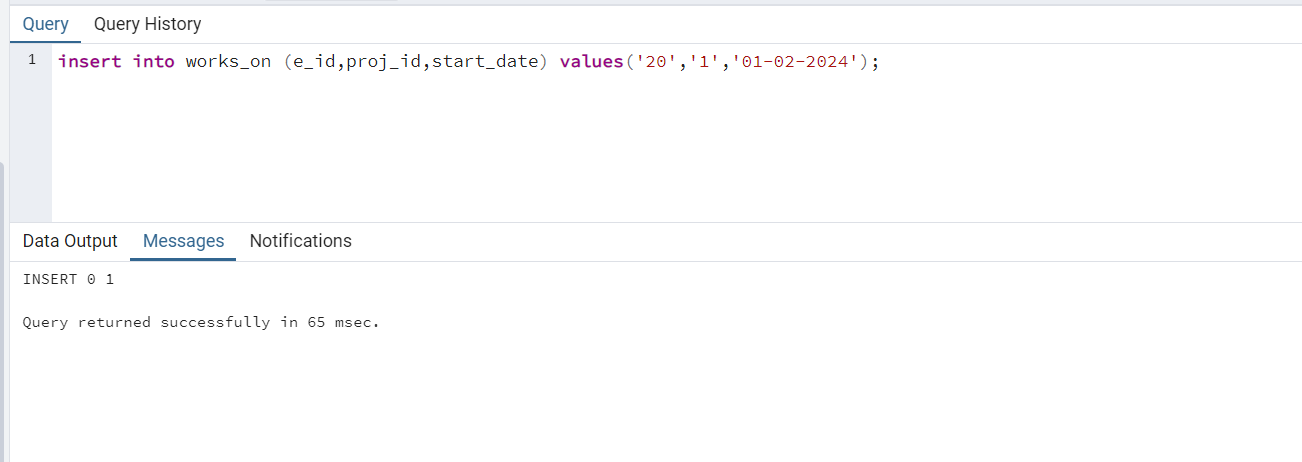 Query Query History
1 insert into works_on (e_id,proj_id,start_date) values('20','1','01-02-2024');
Data Output Messages Notifications
INSERT 0 1
Query returned successfully in 65 msec.